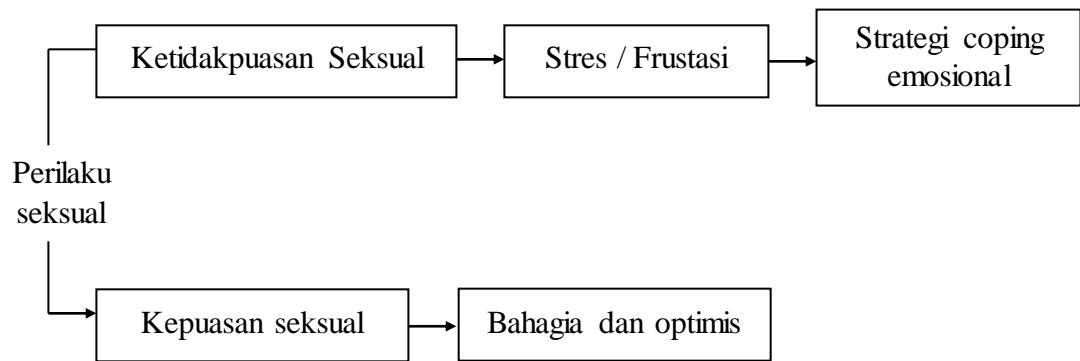 Ketidakpuasan Seksual
Stres / Frustasi
Strategi coping
emosional
Perilaku
seksual
Kepuasan seksual
Bahagia dan optimis